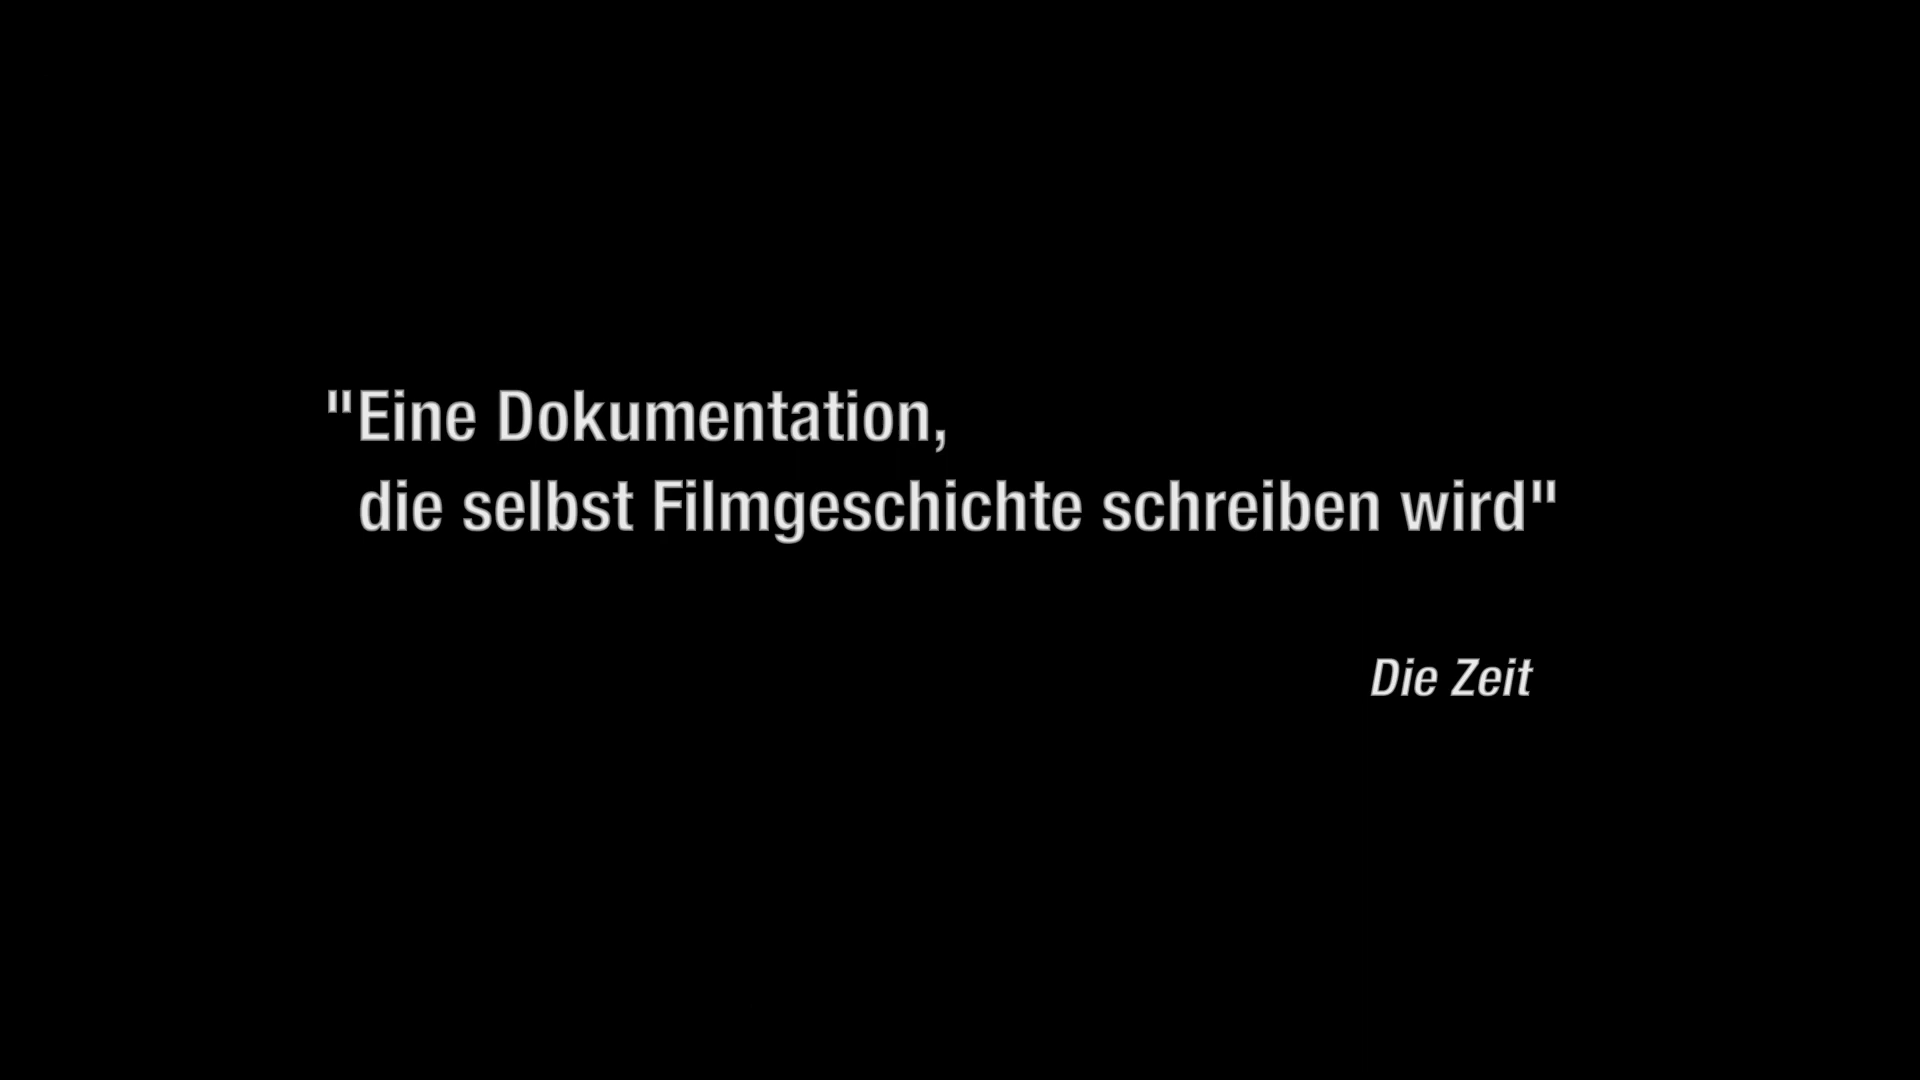 "Eine Dokumentation,
die selbst Filmgeschichte schreiben wird"
Die Zeit